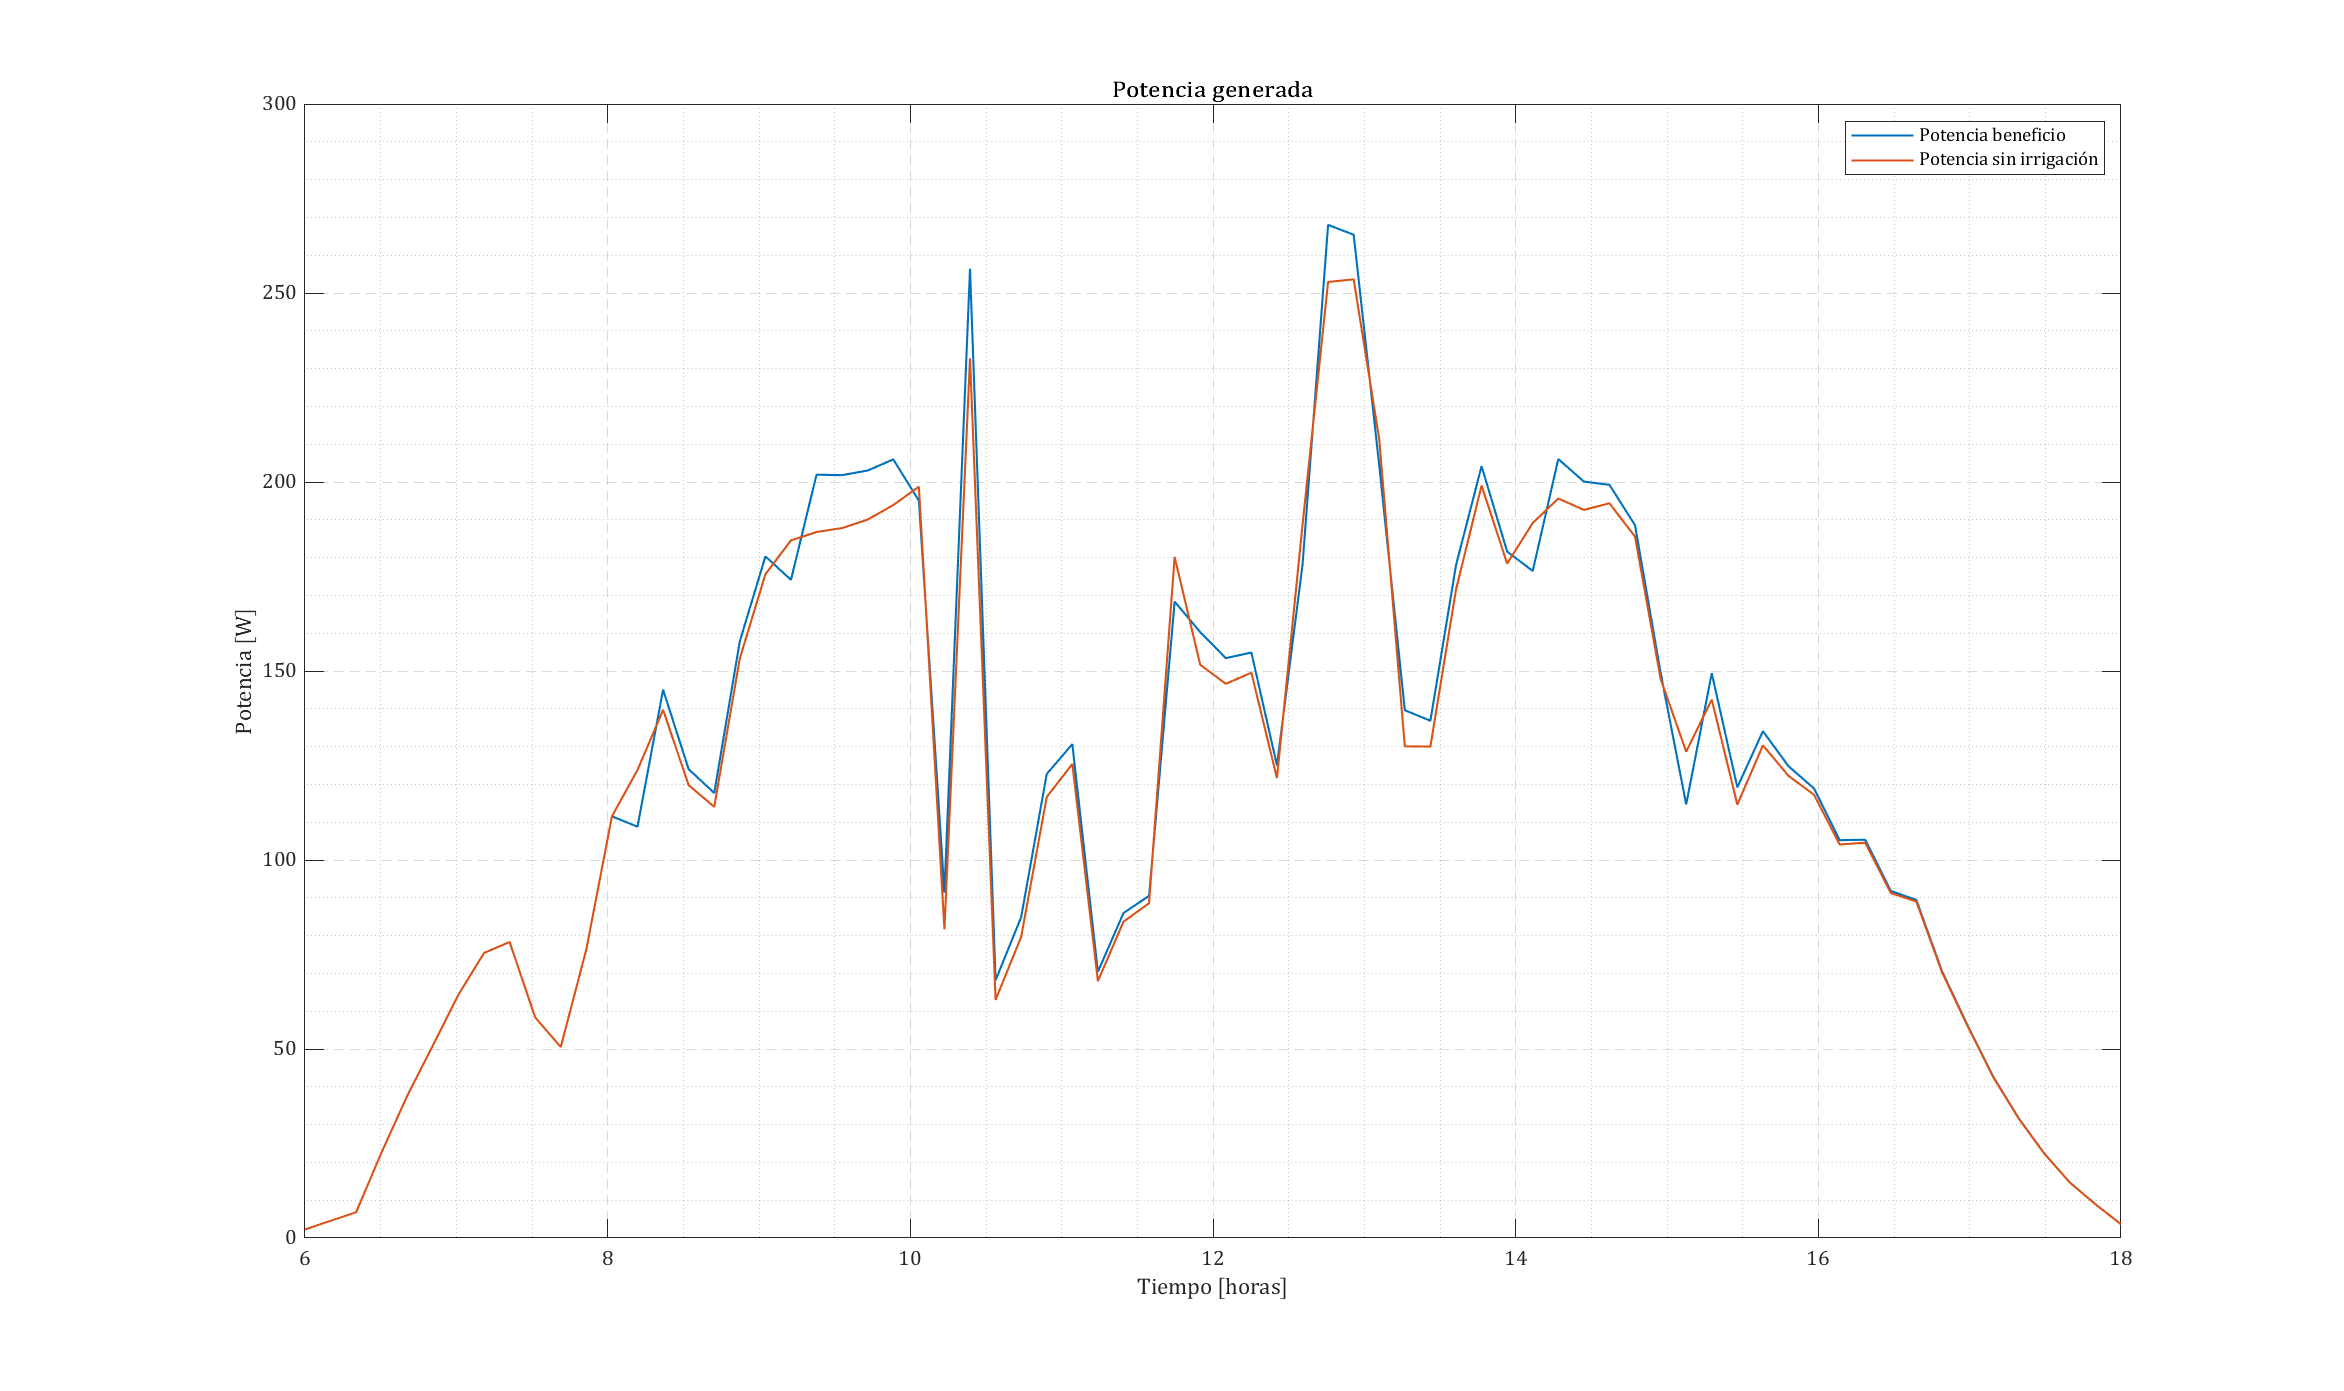 Potencia generada
300
250
200
150
100
50
0
Potencia [W]
Potencia beneficio
Potencia sin irrigación
6
8
10
12
14
16
18
Tiempo [horas]